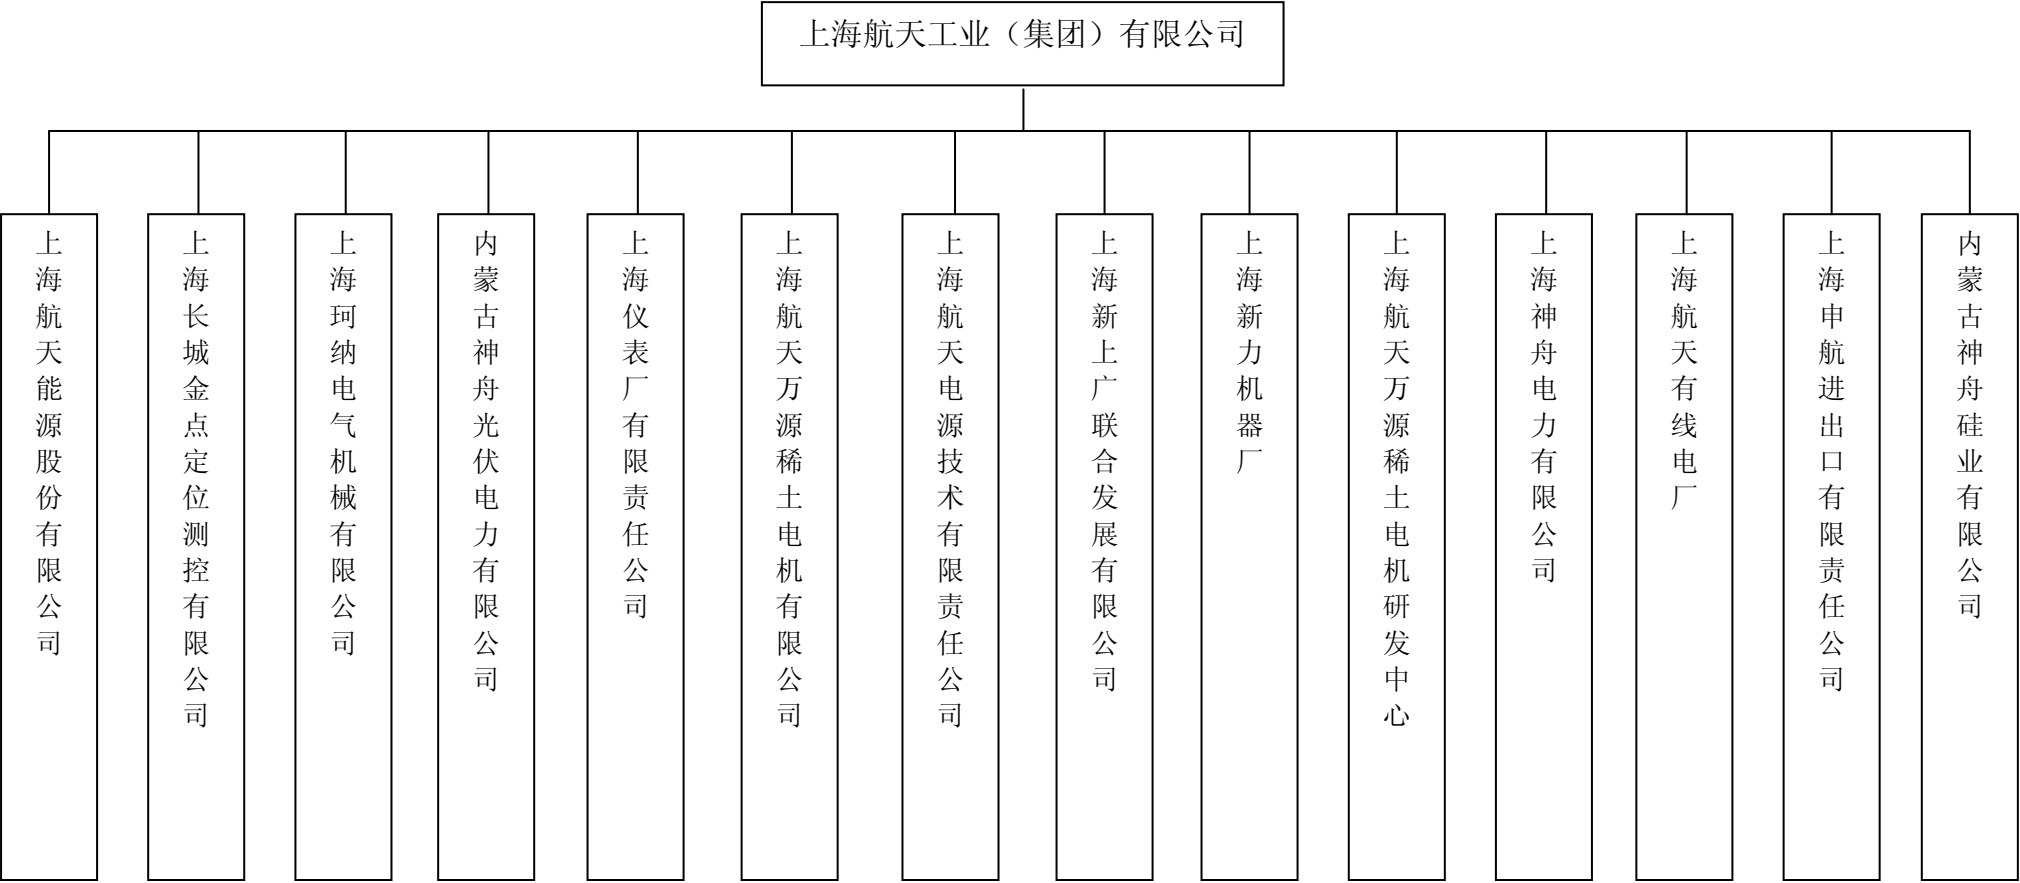 上海航天工业（集团）有限公司
上海航天能源股份有限公司
上海长城金点定位测控有限公司
上海珂纳电气机械有限公司
内蒙古神舟光伏电力有限公司
上海仪表厂有限责任公司
上海航天万源稀土电机有限公司
上海航天电源技术有限责任公司
上海新上广联合发展有限公司
上海新力机器厂
上海航天万源稀土电机研发中心
上海神舟电力有限公司
上海航天有线电厂
上海申航进出口有限责任公司
内蒙古神舟硅业有限公司